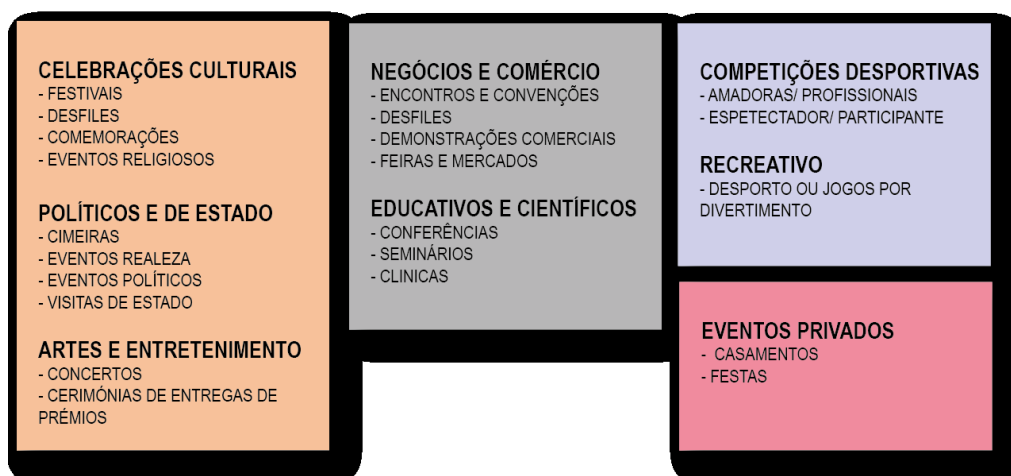 CELEBRAÇÕES CULTURAIS
- FESTIVAIS
- DESFILES
- COMEMORAÇÕES
- EVENTOS RELIGIOSOS
POLÍTICOS E DE ESTADO
- CIMEIRAS
- EVENTOS REALEZA
- EVENTOS POLÍTICOS
- VISITAS DE ESTADO
ARTES E ENTRETENIMENTO
- CONCERTOS
- CERIMÓNIAS DE ENTREGAS DE
PRÉMIOS
NEGÓCIOS E COMÉRCIO
- ENCONTROS E CONVENÇÕES
- DESFILES
- DEMONSTRAÇÕES COMERCIAIS
- FEIRAS E MERCADOS
EDUCATIVOS E CIENTÍFICOS
- CONFERÊNCIAS
- SEMINÁRIOS
- CLINICAS
COMPETIÇÕES DESPORTIVAS
- AMADORAS/ PROFISSIONAIS
- ESPETECTADOR/ PARTICIPANTE
RECREATIVO
- DESPORTO OU JOGOS POR
DIVERTIMENTO
EVENTOS PRIVADOS
- CASAMENTOS
- FESTAS